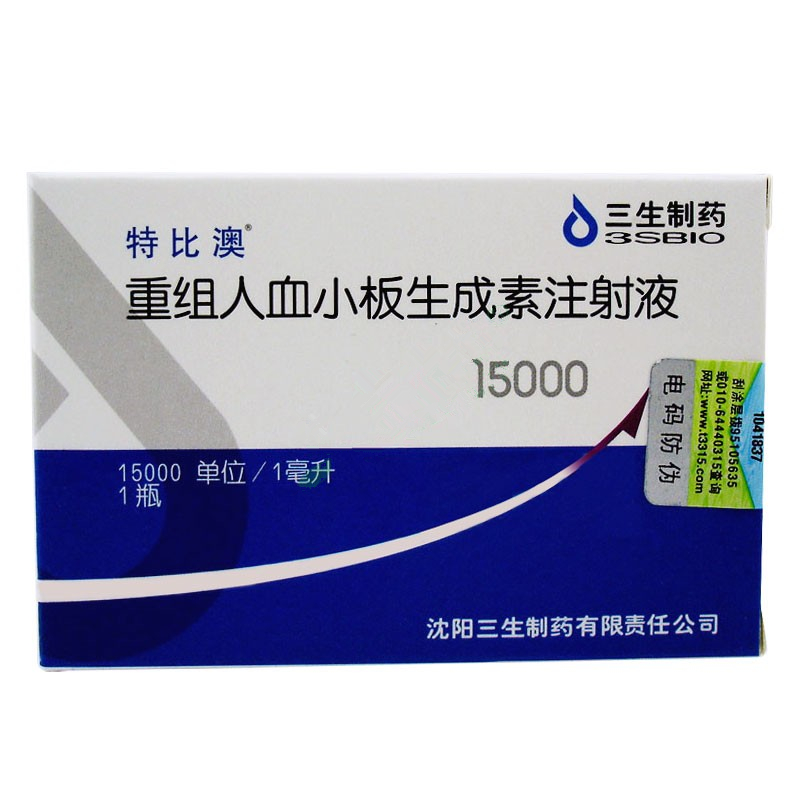 三生制药
3SBIO
特比澳®
重组人血小板生成素注射液
15000
15000 单位/1毫升
1瓶
电码防伪
刮涂层拨95105635
或010-64440315查询
网址:www.t3315.com
1041837
沈阳三生制药有限责任公司